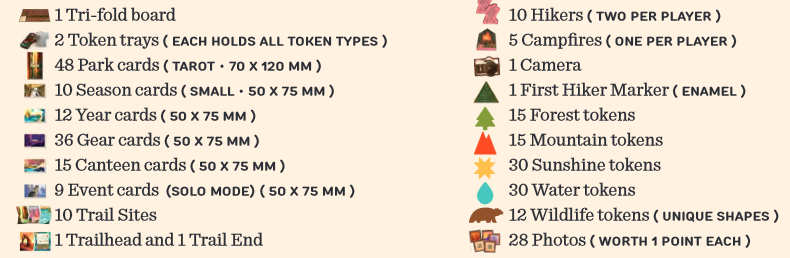 1 Tri-fold board
2 Token trays ( EACH HOLDS ALL TOKEN TYPES )
48 Park cards ( TAROT • 70 X 120 MM )
10 Season cards ( SMALL • 50 X 75 MM )
12 Year cards ( 50 X 75 MM )
36 Gear cards ( 50 X 75 MM )
15 Canteen cards ( 50 X 75 MM )
9 Event cards (SOLO MODE) ( 50 X 75 MM )
10 Trail Sites
1 Trailhead and 1 Trail End
10 Hikers ( TWO PER PLAYER )
5 Campfires ( ONE PER PLAYER )
1 Camera
1 First Hiker Marker ( ENAMEL )
15 Forest tokens
15 Mountain tokens
30 Sunshine tokens
30 Water tokens
12 Wildlife tokens ( UNIQUE SHAPES )
28 Photos ( WORTH 1 POINT EACH )